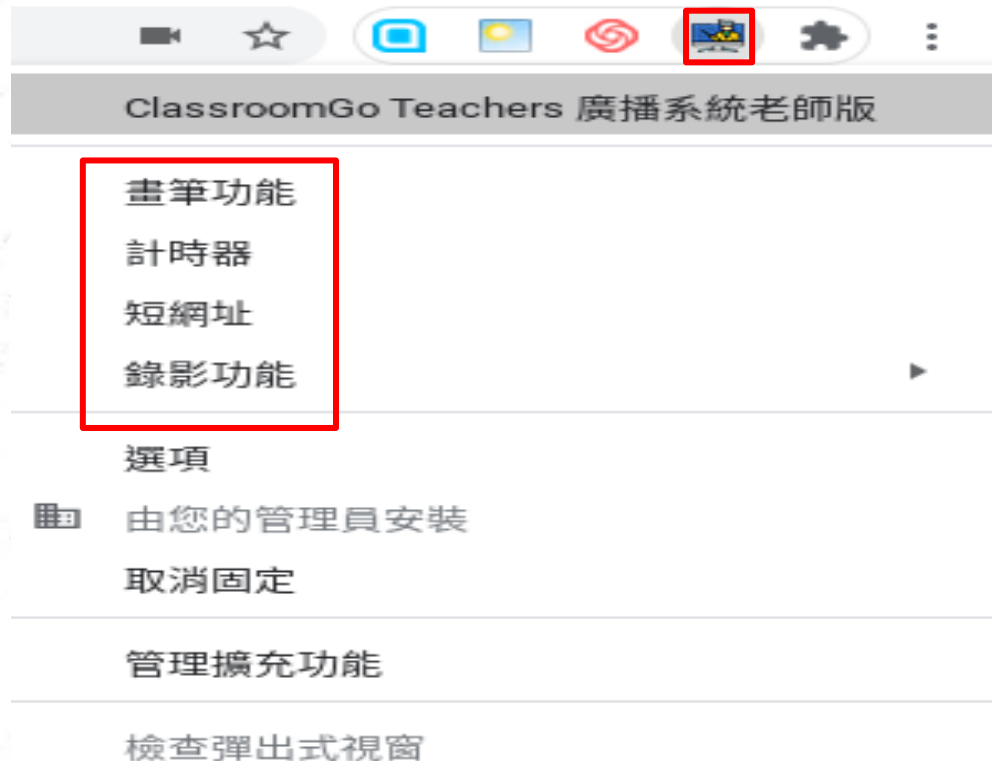 ClassroomGo Teachers 廣播系統老師版
畫筆功能
計時器
短網址
錄影功能
選項
由您的管理員安裝
取消固定
管理擴充功能
檢查彈出式視窗